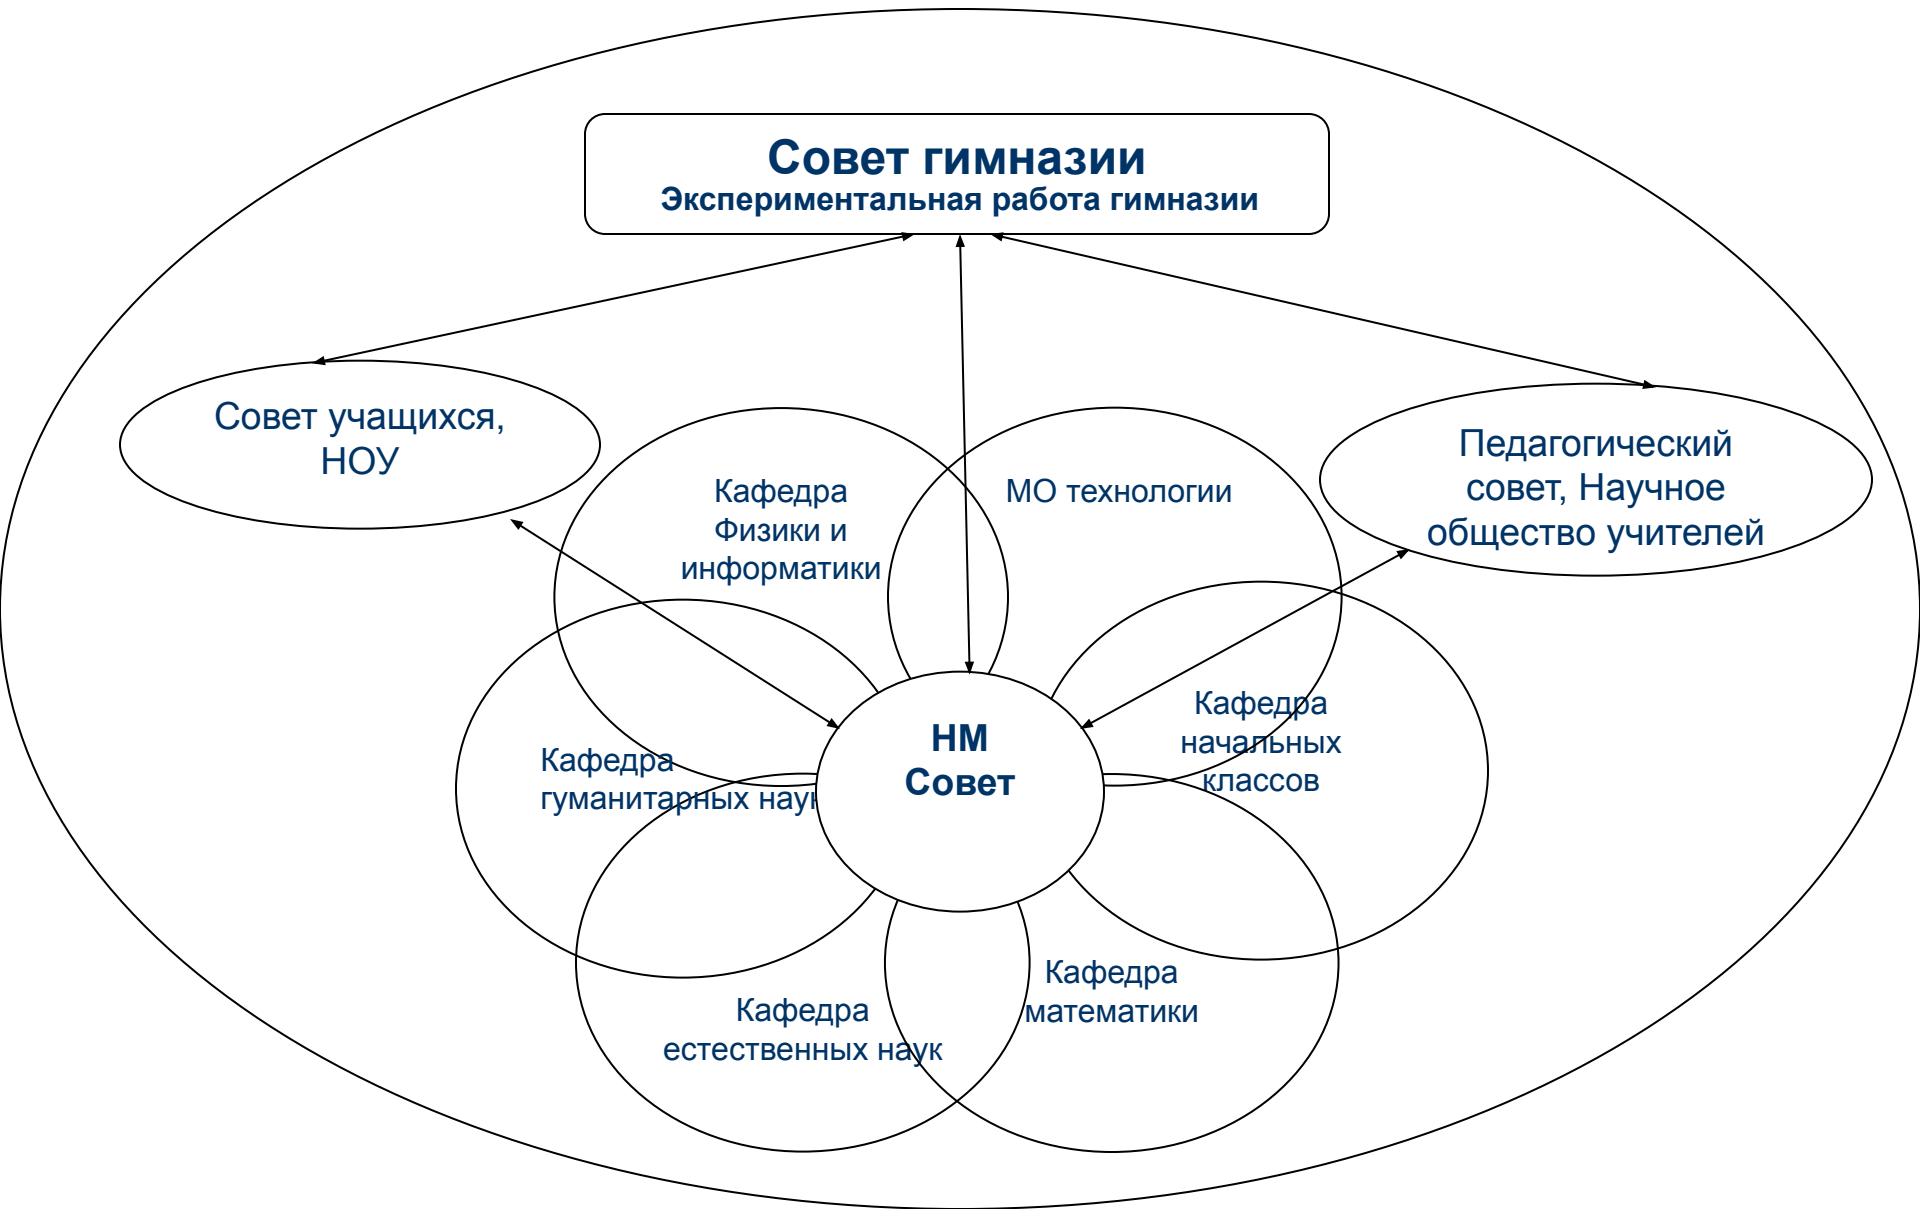 Совет гимназии
Экспериментальная работа гимназии
Совет учащихся,
НОУ
Педагогический
совет, Научное
общество учителей
Кафедра
Физики и
информатики
МО технологии
Кафедра
гуманитарных наук
НМ
Совет
Кафедра
начальных
классов
Кафедра
естественных наук
Кафедра
математики